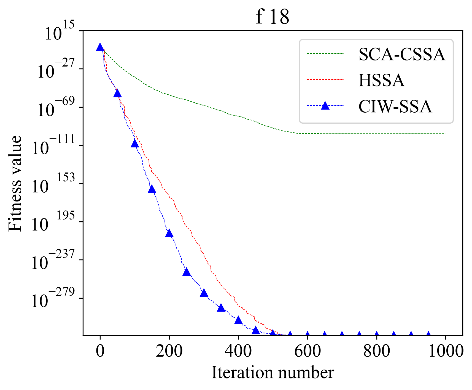 f 18
10^15
10^-27
10^-69
10^-111
10^-153
10^-195
10^-237
10^-279
Fitness value
SCA-CSSA
HSSA
CIW-SSA
0 200 400 600 800 1000
Iteration number